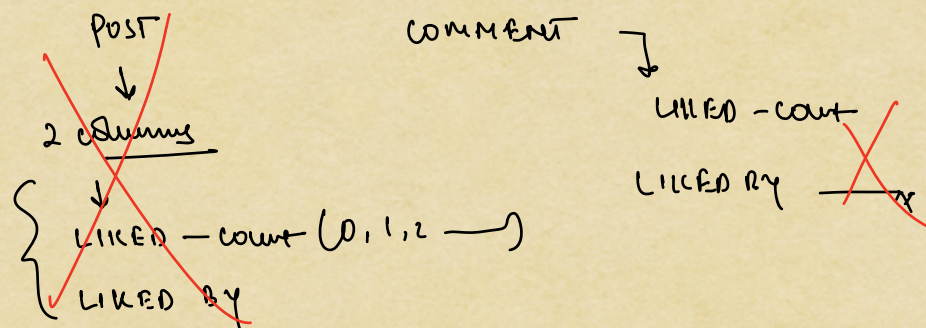 POST
2 columns
LIKED - count (0, 1, 2 —)
LIKED BY
COMMENT
LIKED - count
LIKED BY